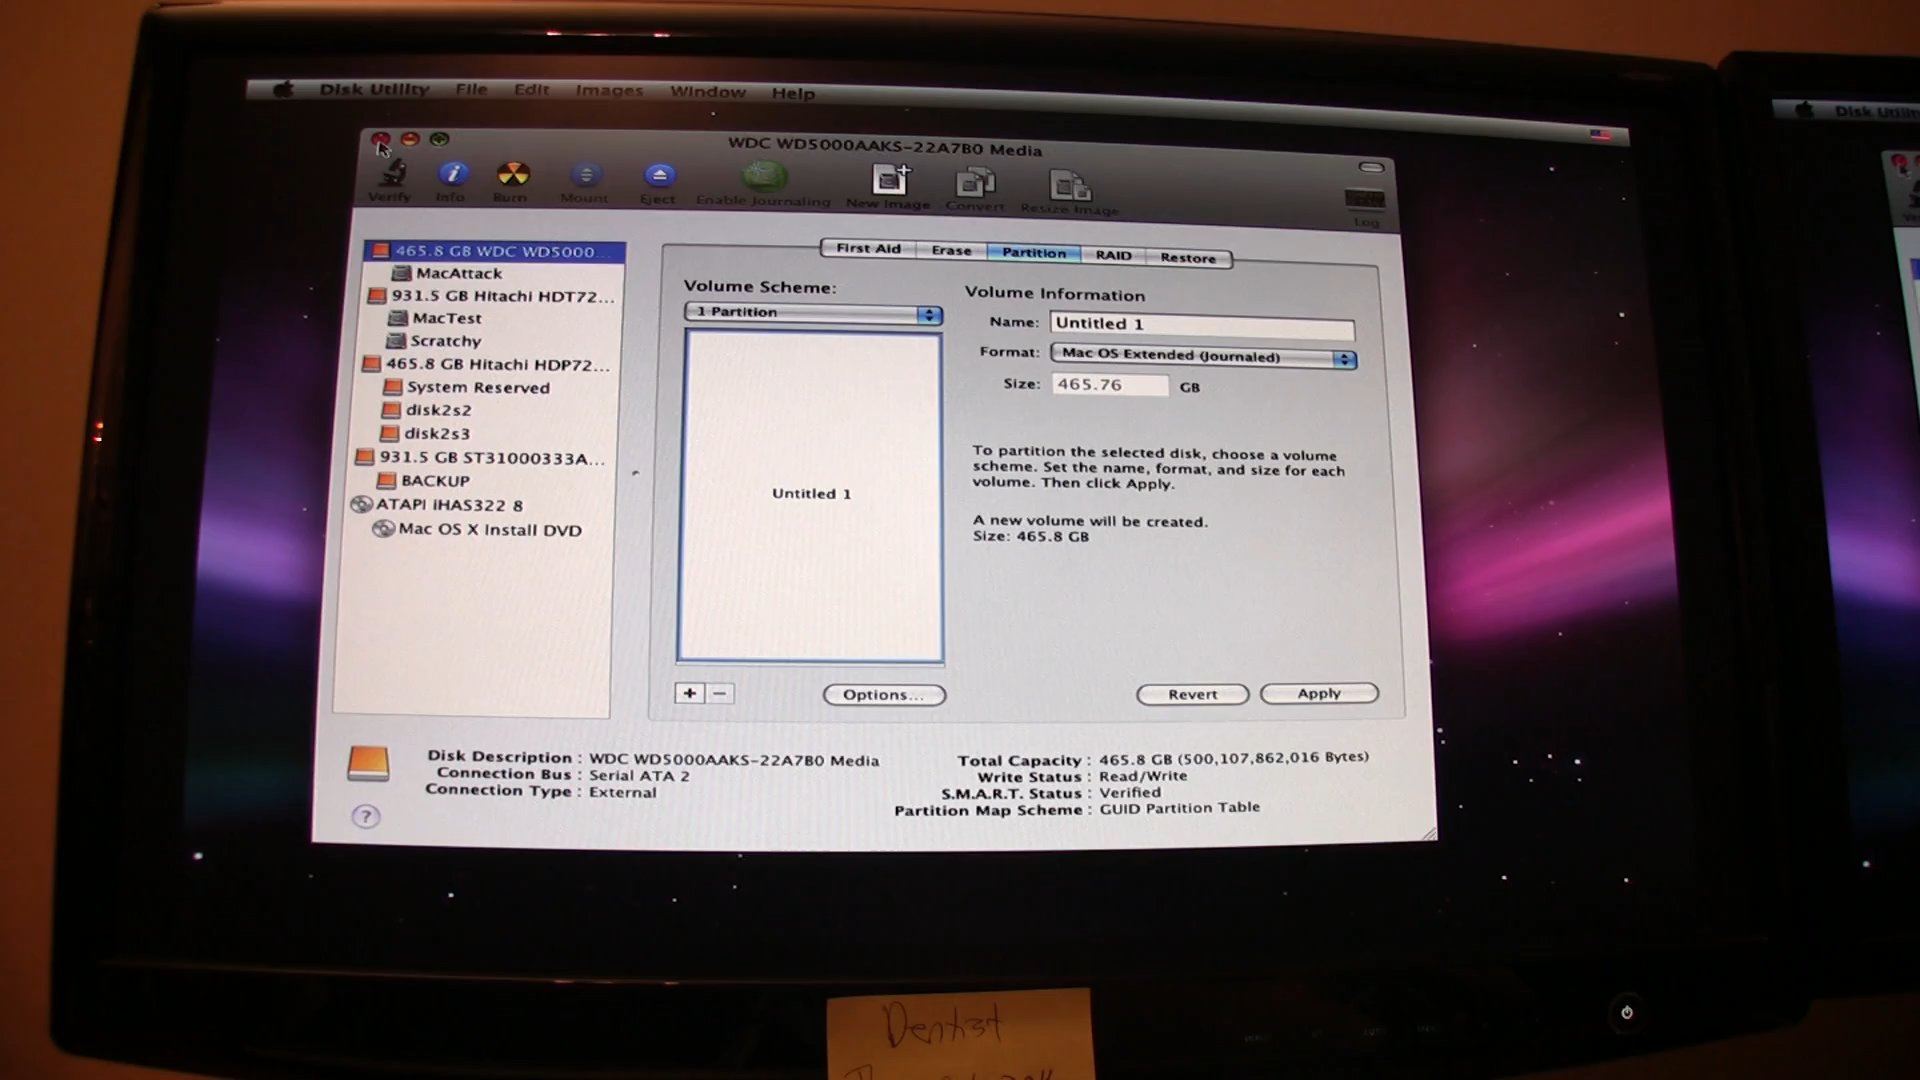 Disk Utility File Edit Images Window Help
Disk Utility
WDC WD5000AAKS-22A7B0 Media
Verify Info Burn Mount Eject Enable Journaling New Image Convert Resize Image Log
465.8 GB WDC WD5000...
MacAttack
931.5 GB Hitachi HDT72...
MacTest
Scratchy
465.8 GB Hitachi HDP72...
System Reserved
disk2s2
disk2s3
931.5 GB ST31000333A...
BACKUP
ATAPI iHAS322 8
Mac OS X Install DVD
First Aid Erase Partition RAID Restore
Volume Scheme:
1 Partition
Untitled 1
+ − Options...
Volume Information
Name: Untitled 1
Format: Mac OS Extended (Journaled)
Size: 465.76 GB
To partition the selected disk, choose a volume
scheme. Set the name, format, and size for each
volume. Then click Apply.
A new volume will be created.
Size: 465.8 GB
Revert Apply
Disk Description : WDC WD5000AAKS-22A7B0 Media
Connection Bus : Serial ATA 2
Connection Type : External
Total Capacity : 465.8 GB (500,107,862,016 Bytes)
Write Status : Read/Write
S.M.A.R.T. Status : Verified
Partition Map Scheme : GUID Partition Table
?
Dentist